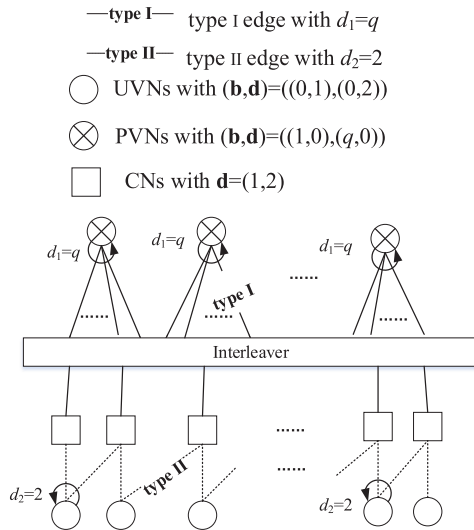 type I type I edge with d₁=q
type II type II edge with d₂=2
UVNs with (b,d)=((0,1),(0,2))
PVNs with (b,d)=((1,0),(q,0))
CNs with d=(1,2)
d₁=q d₁=q d₁=q
......
type I
...... ...... ......
Interleaver
......
type II ......
d₂=2 d₂=2